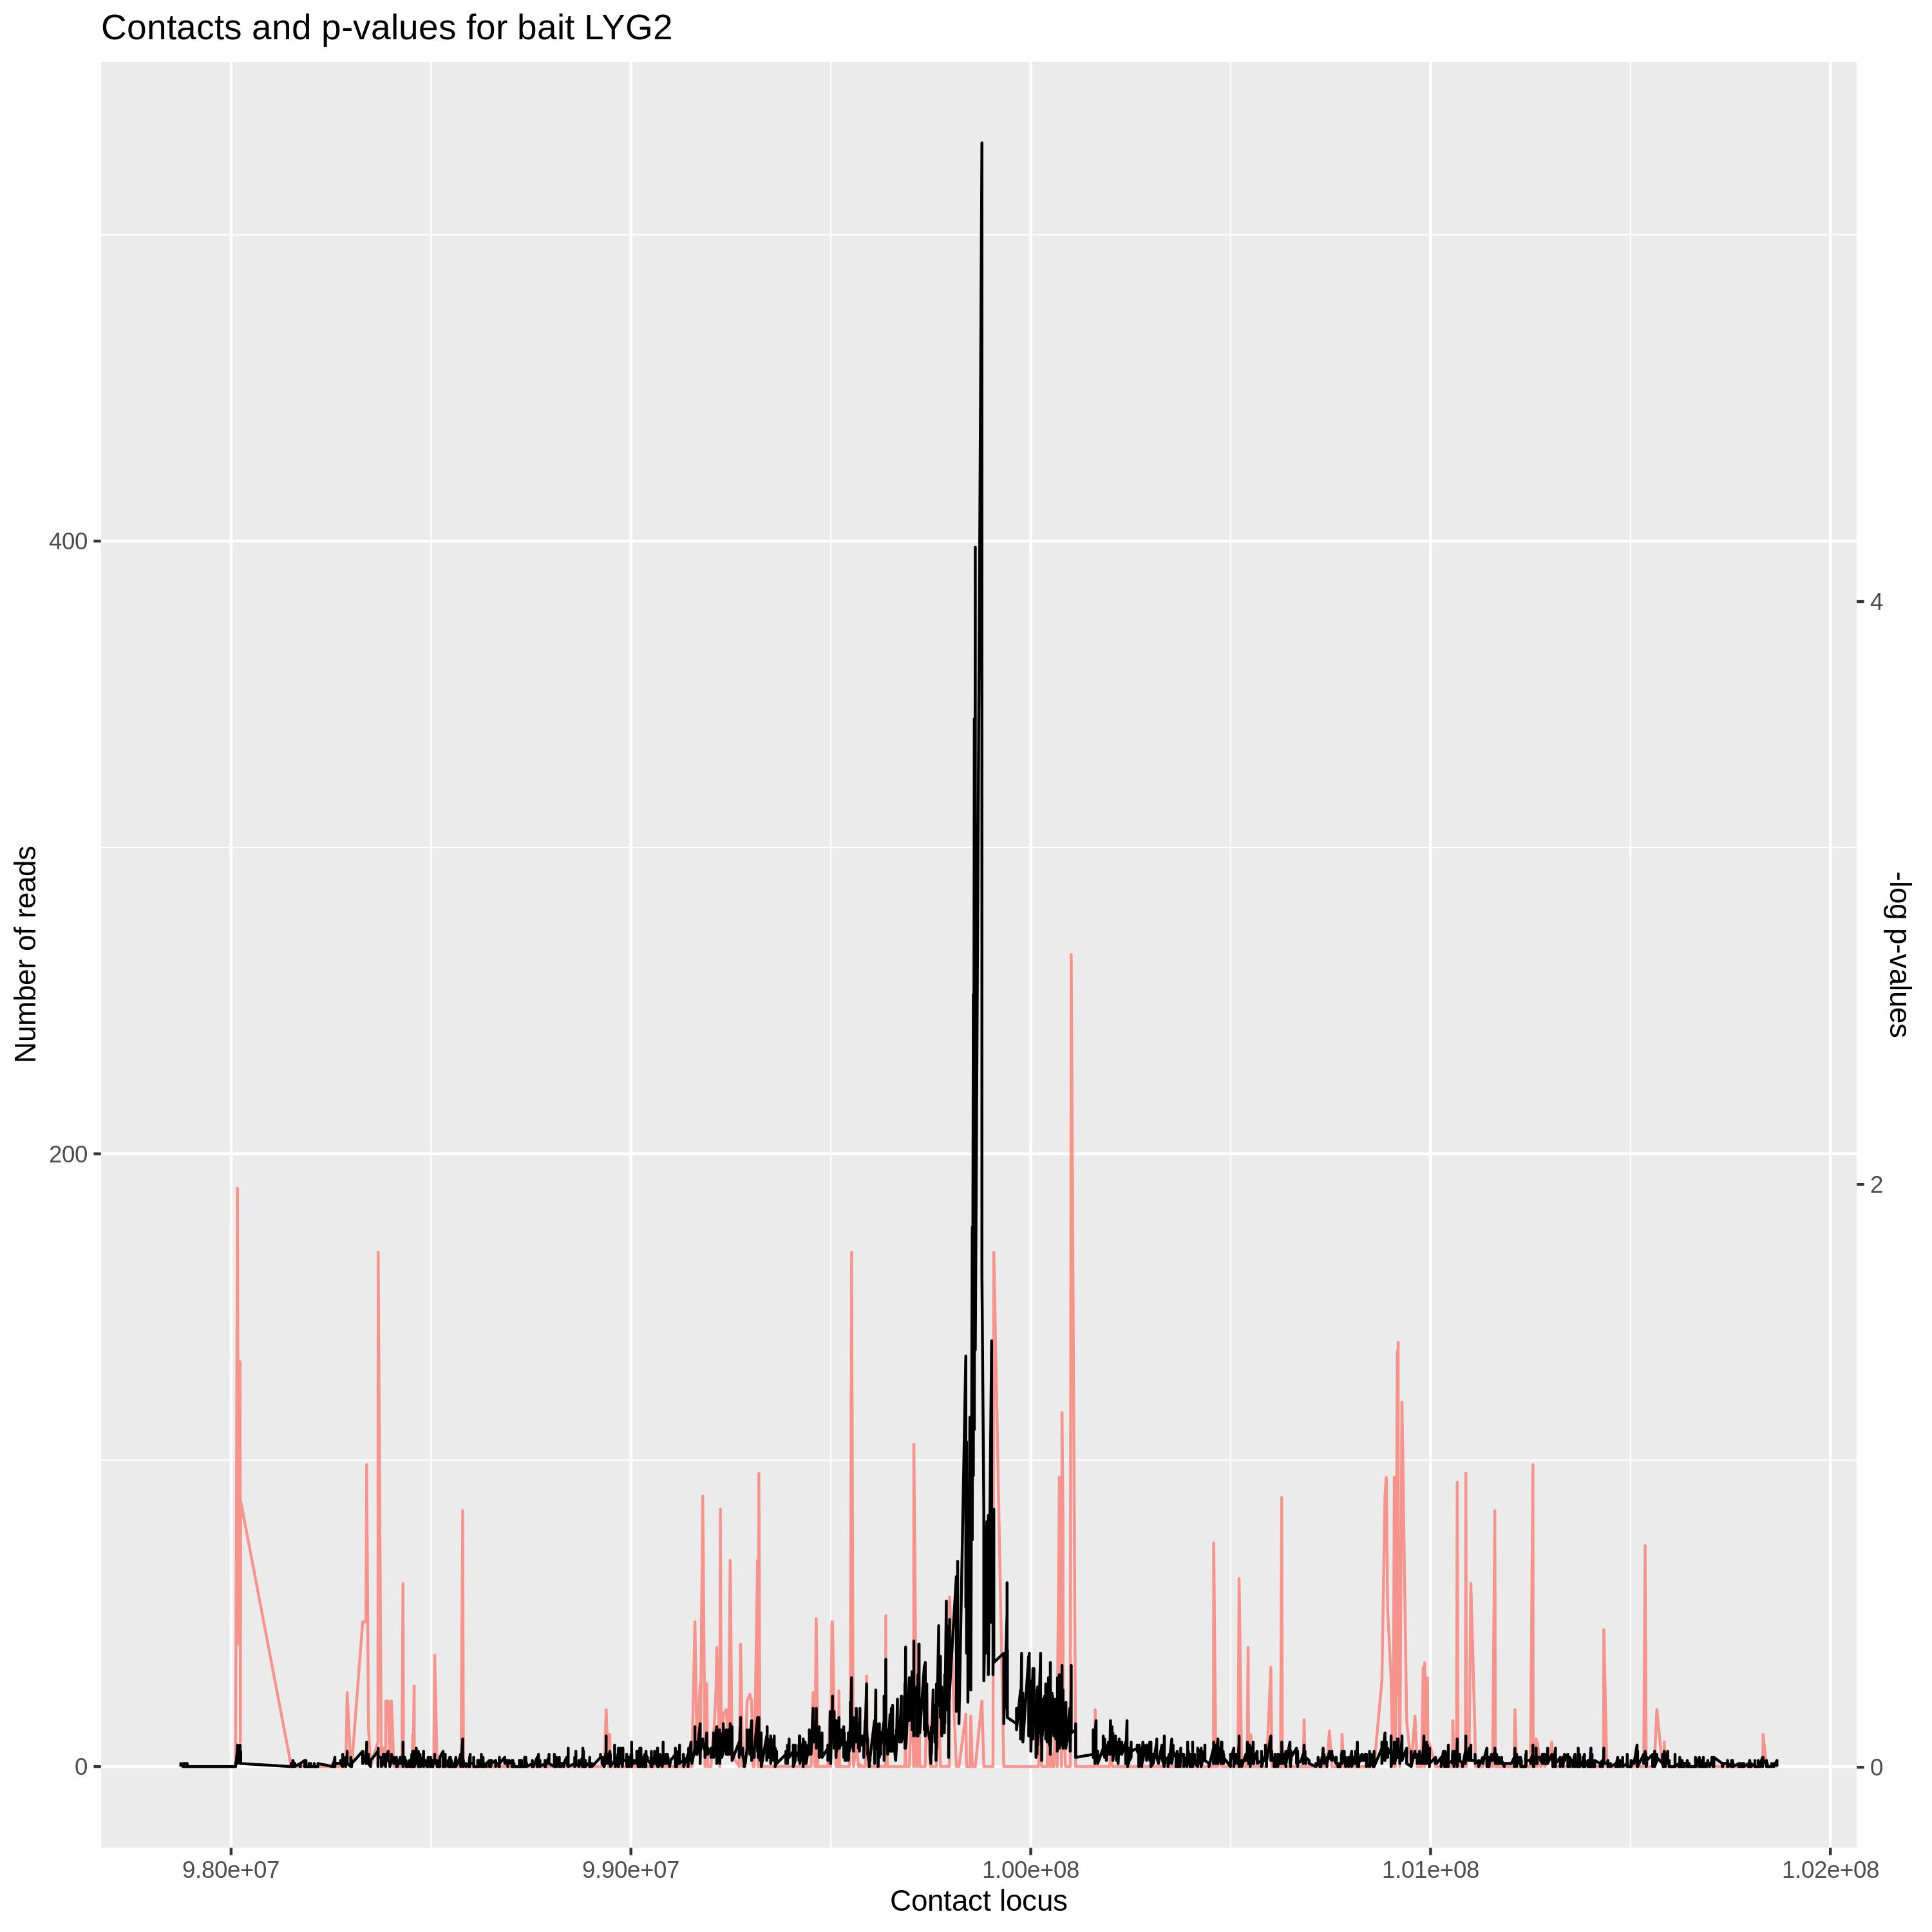 Contacts and p-values for bait LYG2
Number of reads
400
200
0
-log p-values
4
2
0
9.80e+07
9.90e+07
1.00e+08
1.01e+08
1.02e+08
Contact locus